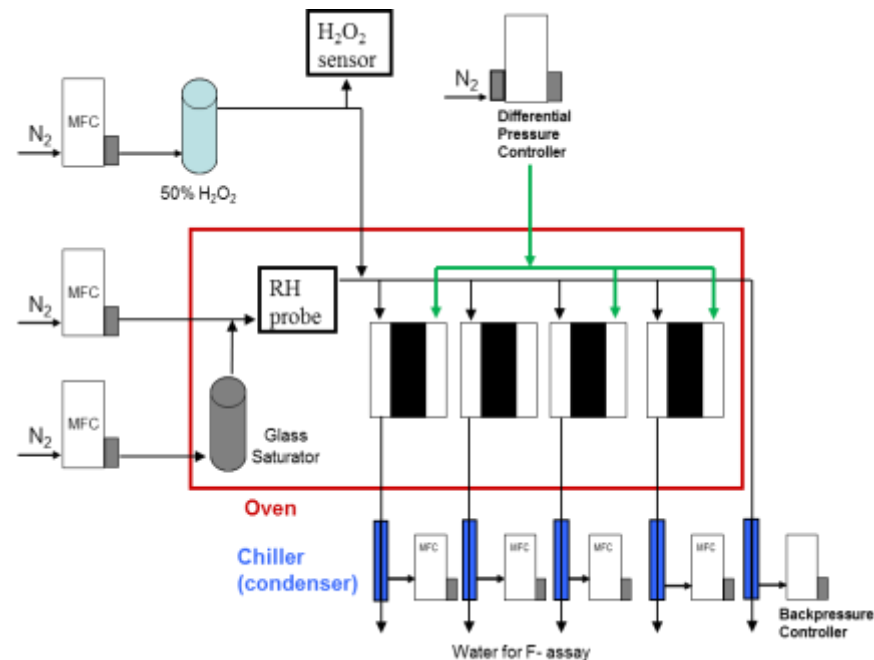 H₂O₂
sensor
N₂
Differential
Pressure
Controller
MFC
N₂
50% H₂O₂
MFC
N₂
RH
probe
MFC
N₂
Glass
Saturator
Oven
Chiller
(condenser)
MFC
MFC
MFC
MFC
Backpressure
Controller
Water for F- assay